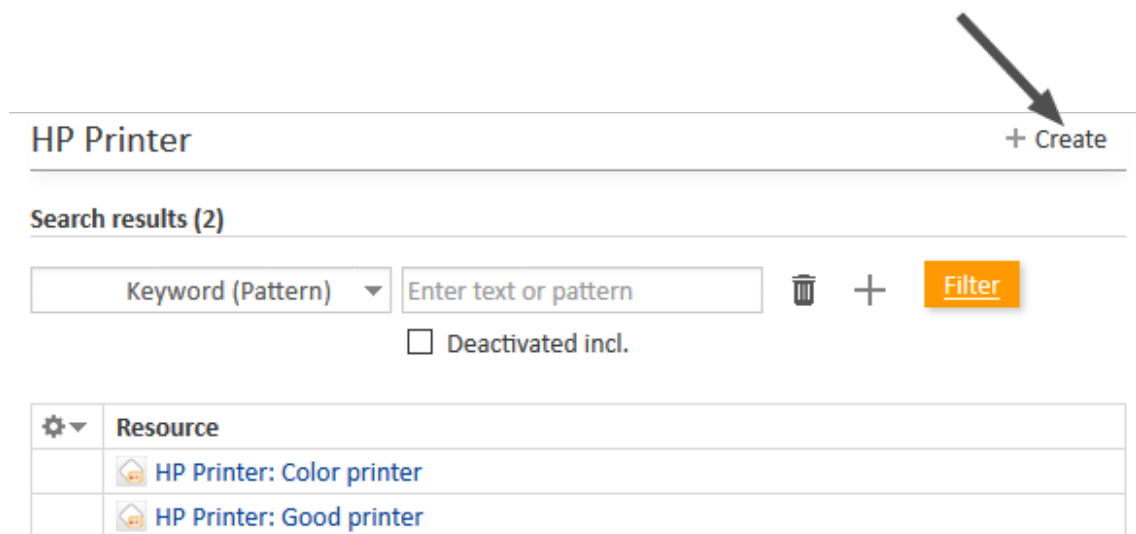 HP Printer
+ Create
Search results (2)
Keyword (Pattern)
Enter text or pattern
Filter
Deactivated incl.
Resource
HP Printer: Color printer
HP Printer: Good printer